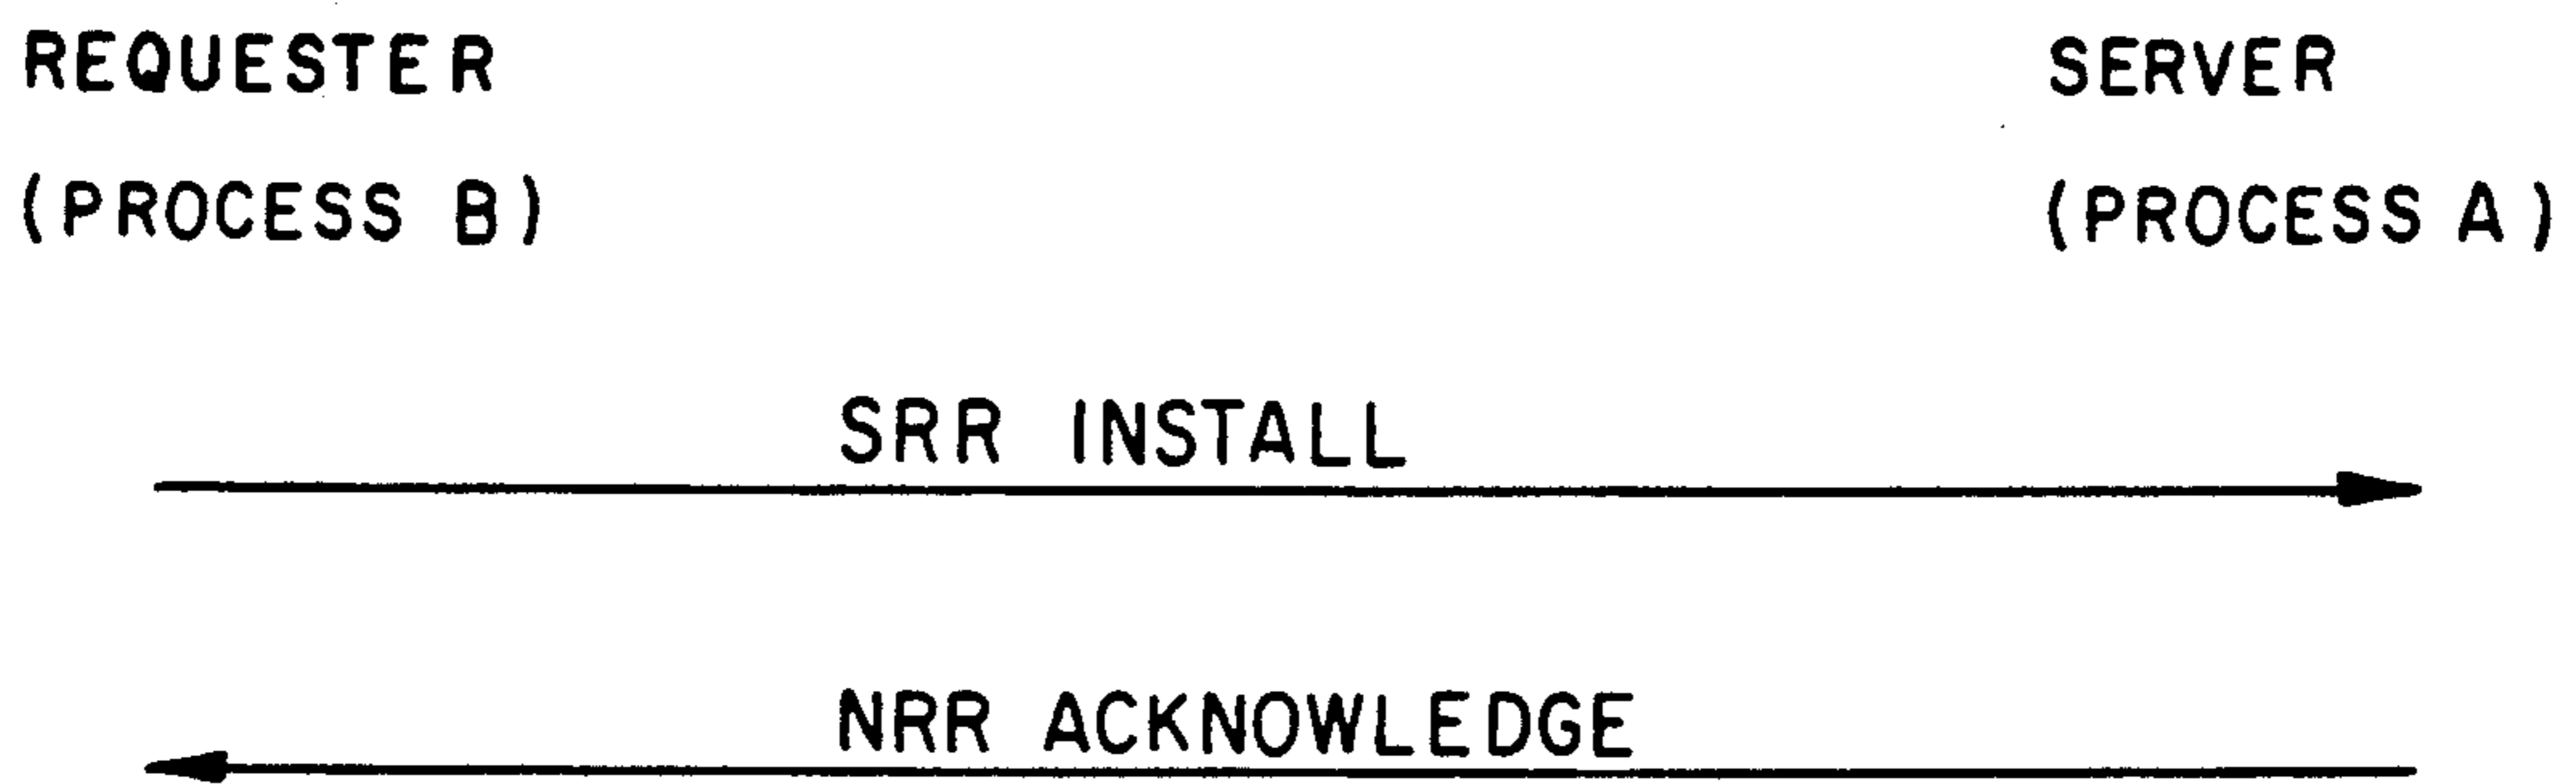 REQUESTER
SERVER
(PROCESS B)
(PROCESS A)
SRR INSTALL
NRR ACKNOWLEDGE